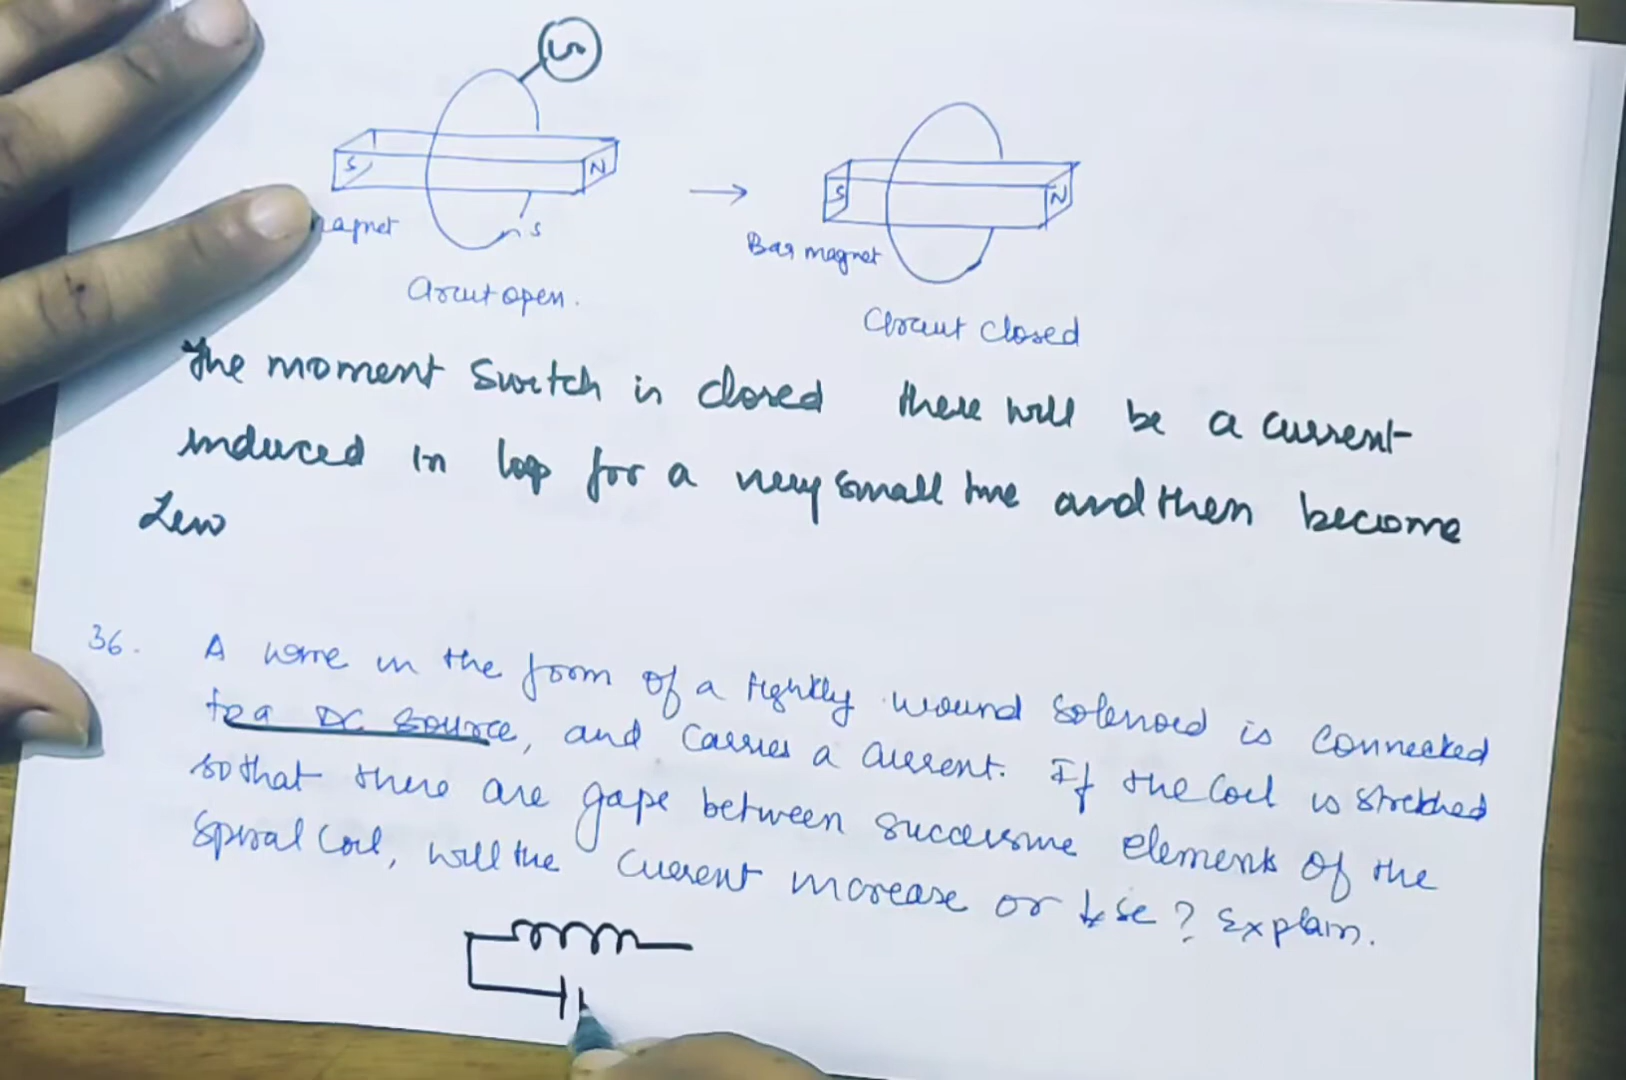 S
N
S
magnet
S
N
Bar magnet
Circuit open.
Circuit closed
The moment switch is closed there will be a current
induced in loop for a very small time and then become
Zero
36. A wire in the form of a tightly wound solenoid is connected
to a DC source, and carries a current. If the coil is stretched
so that there are gaps between successive elements of the
spiral coil, will the current increase or ↓se? Explain.